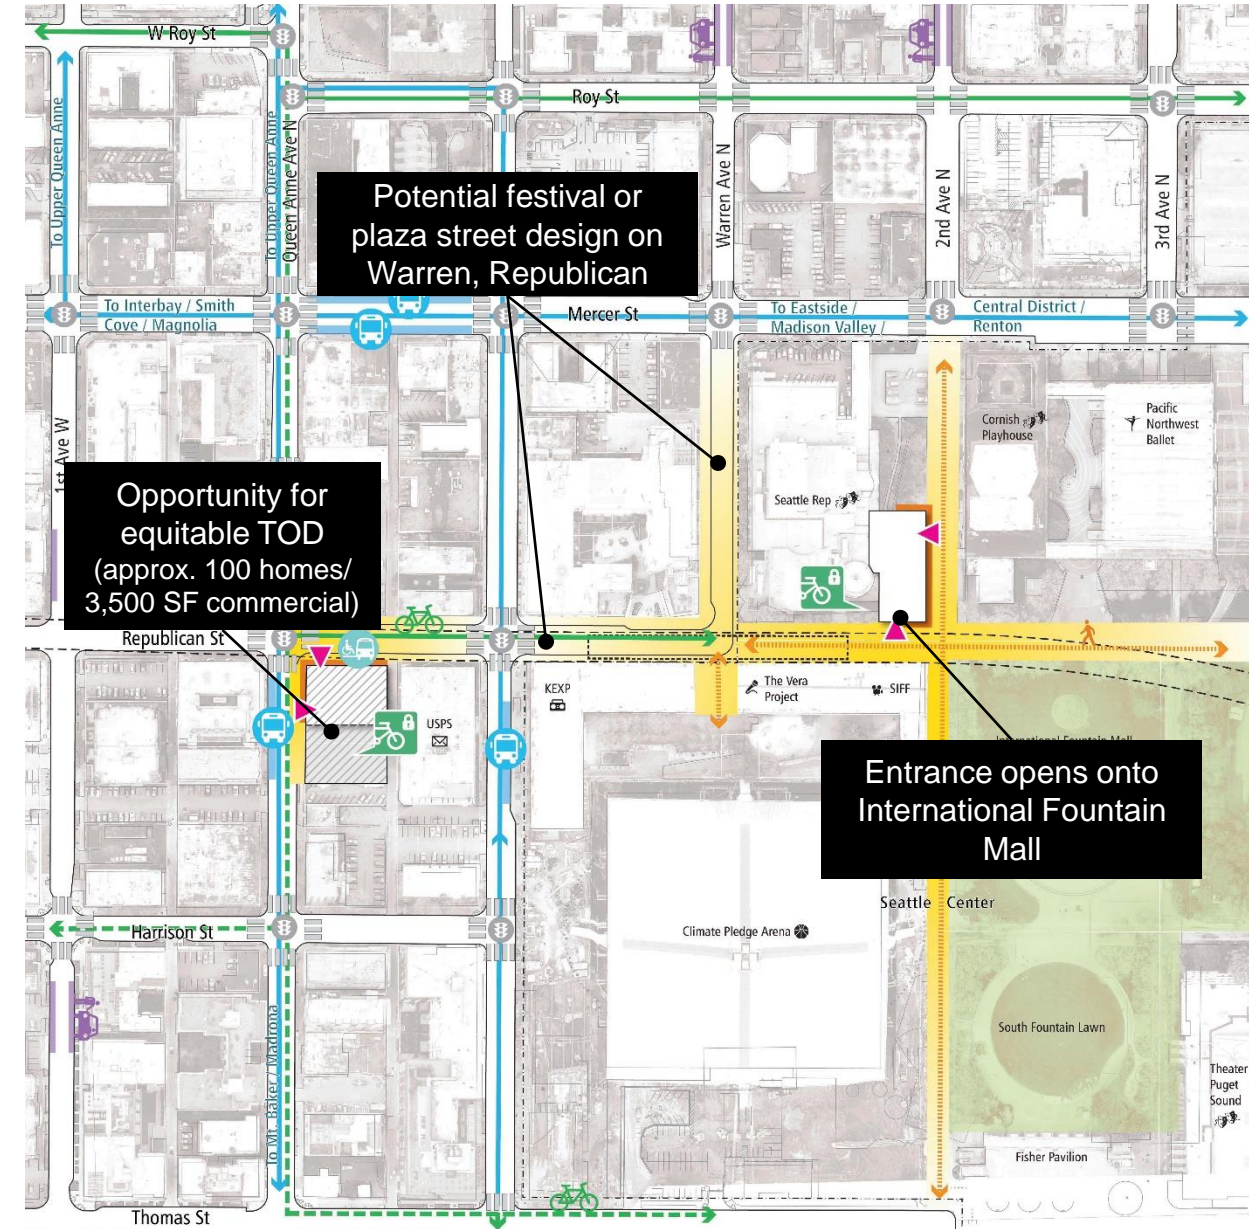 W Roy St
Roy St
To Upper Queen Anne
To Upper Queen Anne
Queen Anne Ave N
Warren Ave N
2nd Ave N
3rd Ave N
Potential festival or
plaza street design on
Warren, Republican
To Interbay / Smith
Cove / Magnolia
Mercer St
To Eastside /
Madison Valley /
Central District /
Renton
1st Ave W
Cornish
Playhouse
Pacific
Northwest
Ballet
Seattle Rep
Opportunity for
equitable TOD
(approx. 100 homes/
3,500 SF commercial)
Republican St
KEXP
The Vera
Project
SIFF
USPS
International Fountain Mall
Entrance opens onto
International Fountain
Mall
Seattle Center
Harrison St
Climate Pledge Arena
To Mt. Baker / Madrona
South Fountain Lawn
Theater
Puget
Sound
Fisher Pavilion
Thomas St